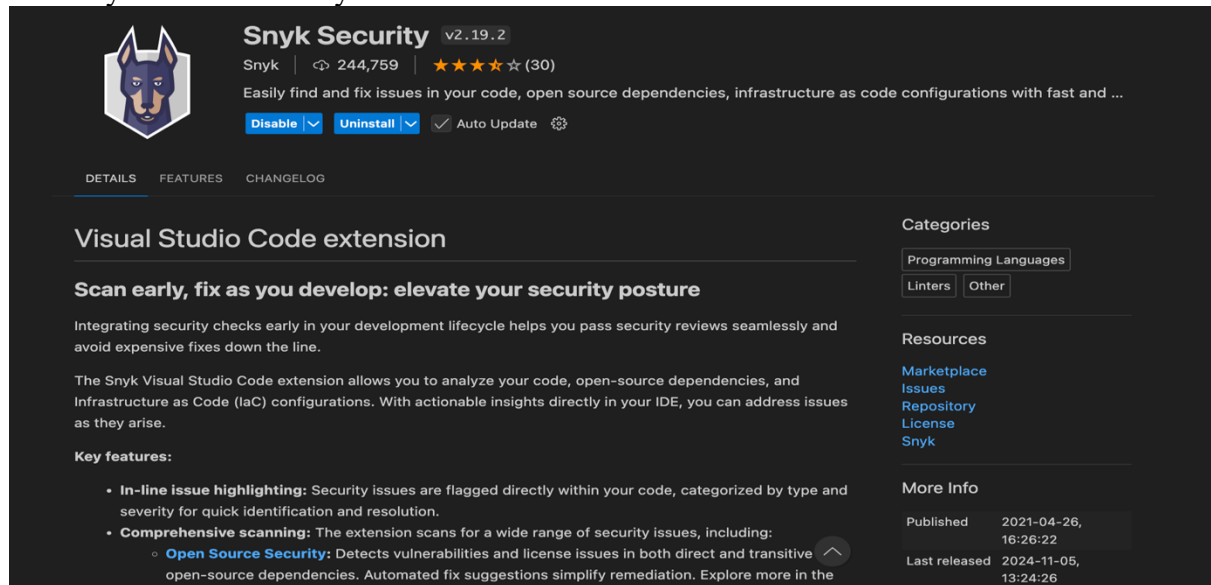 Snyk Security v2.19.2
Snyk 244,759 (30)
Easily find and fix issues in your code, open source dependencies, infrastructure as code configurations with fast and ...
Disable Uninstall Auto Update
DETAILS FEATURES CHANGELOG
Visual Studio Code extension
Scan early, fix as you develop: elevate your security posture
Integrating security checks early in your development lifecycle helps you pass security reviews seamlessly and
avoid expensive fixes down the line.
The Snyk Visual Studio Code extension allows you to analyze your code, open-source dependencies, and
Infrastructure as Code (IaC) configurations. With actionable insights directly in your IDE, you can address issues
as they arise.
Key features:
• In-line issue highlighting: Security issues are flagged directly within your code, categorized by type and
severity for quick identification and resolution.
• Comprehensive scanning: The extension scans for a wide range of security issues, including:
◦ Open Source Security: Detects vulnerabilities and license issues in both direct and transitive
open-source dependencies. Automated fix suggestions simplify remediation. Explore more in the
Categories
Programming Languages
Linters Other
Resources
Marketplace
Issues
Repository
License
Snyk
More Info
Published 2021-04-26,
16:26:22
Last released 2024-11-05,
13:24:26